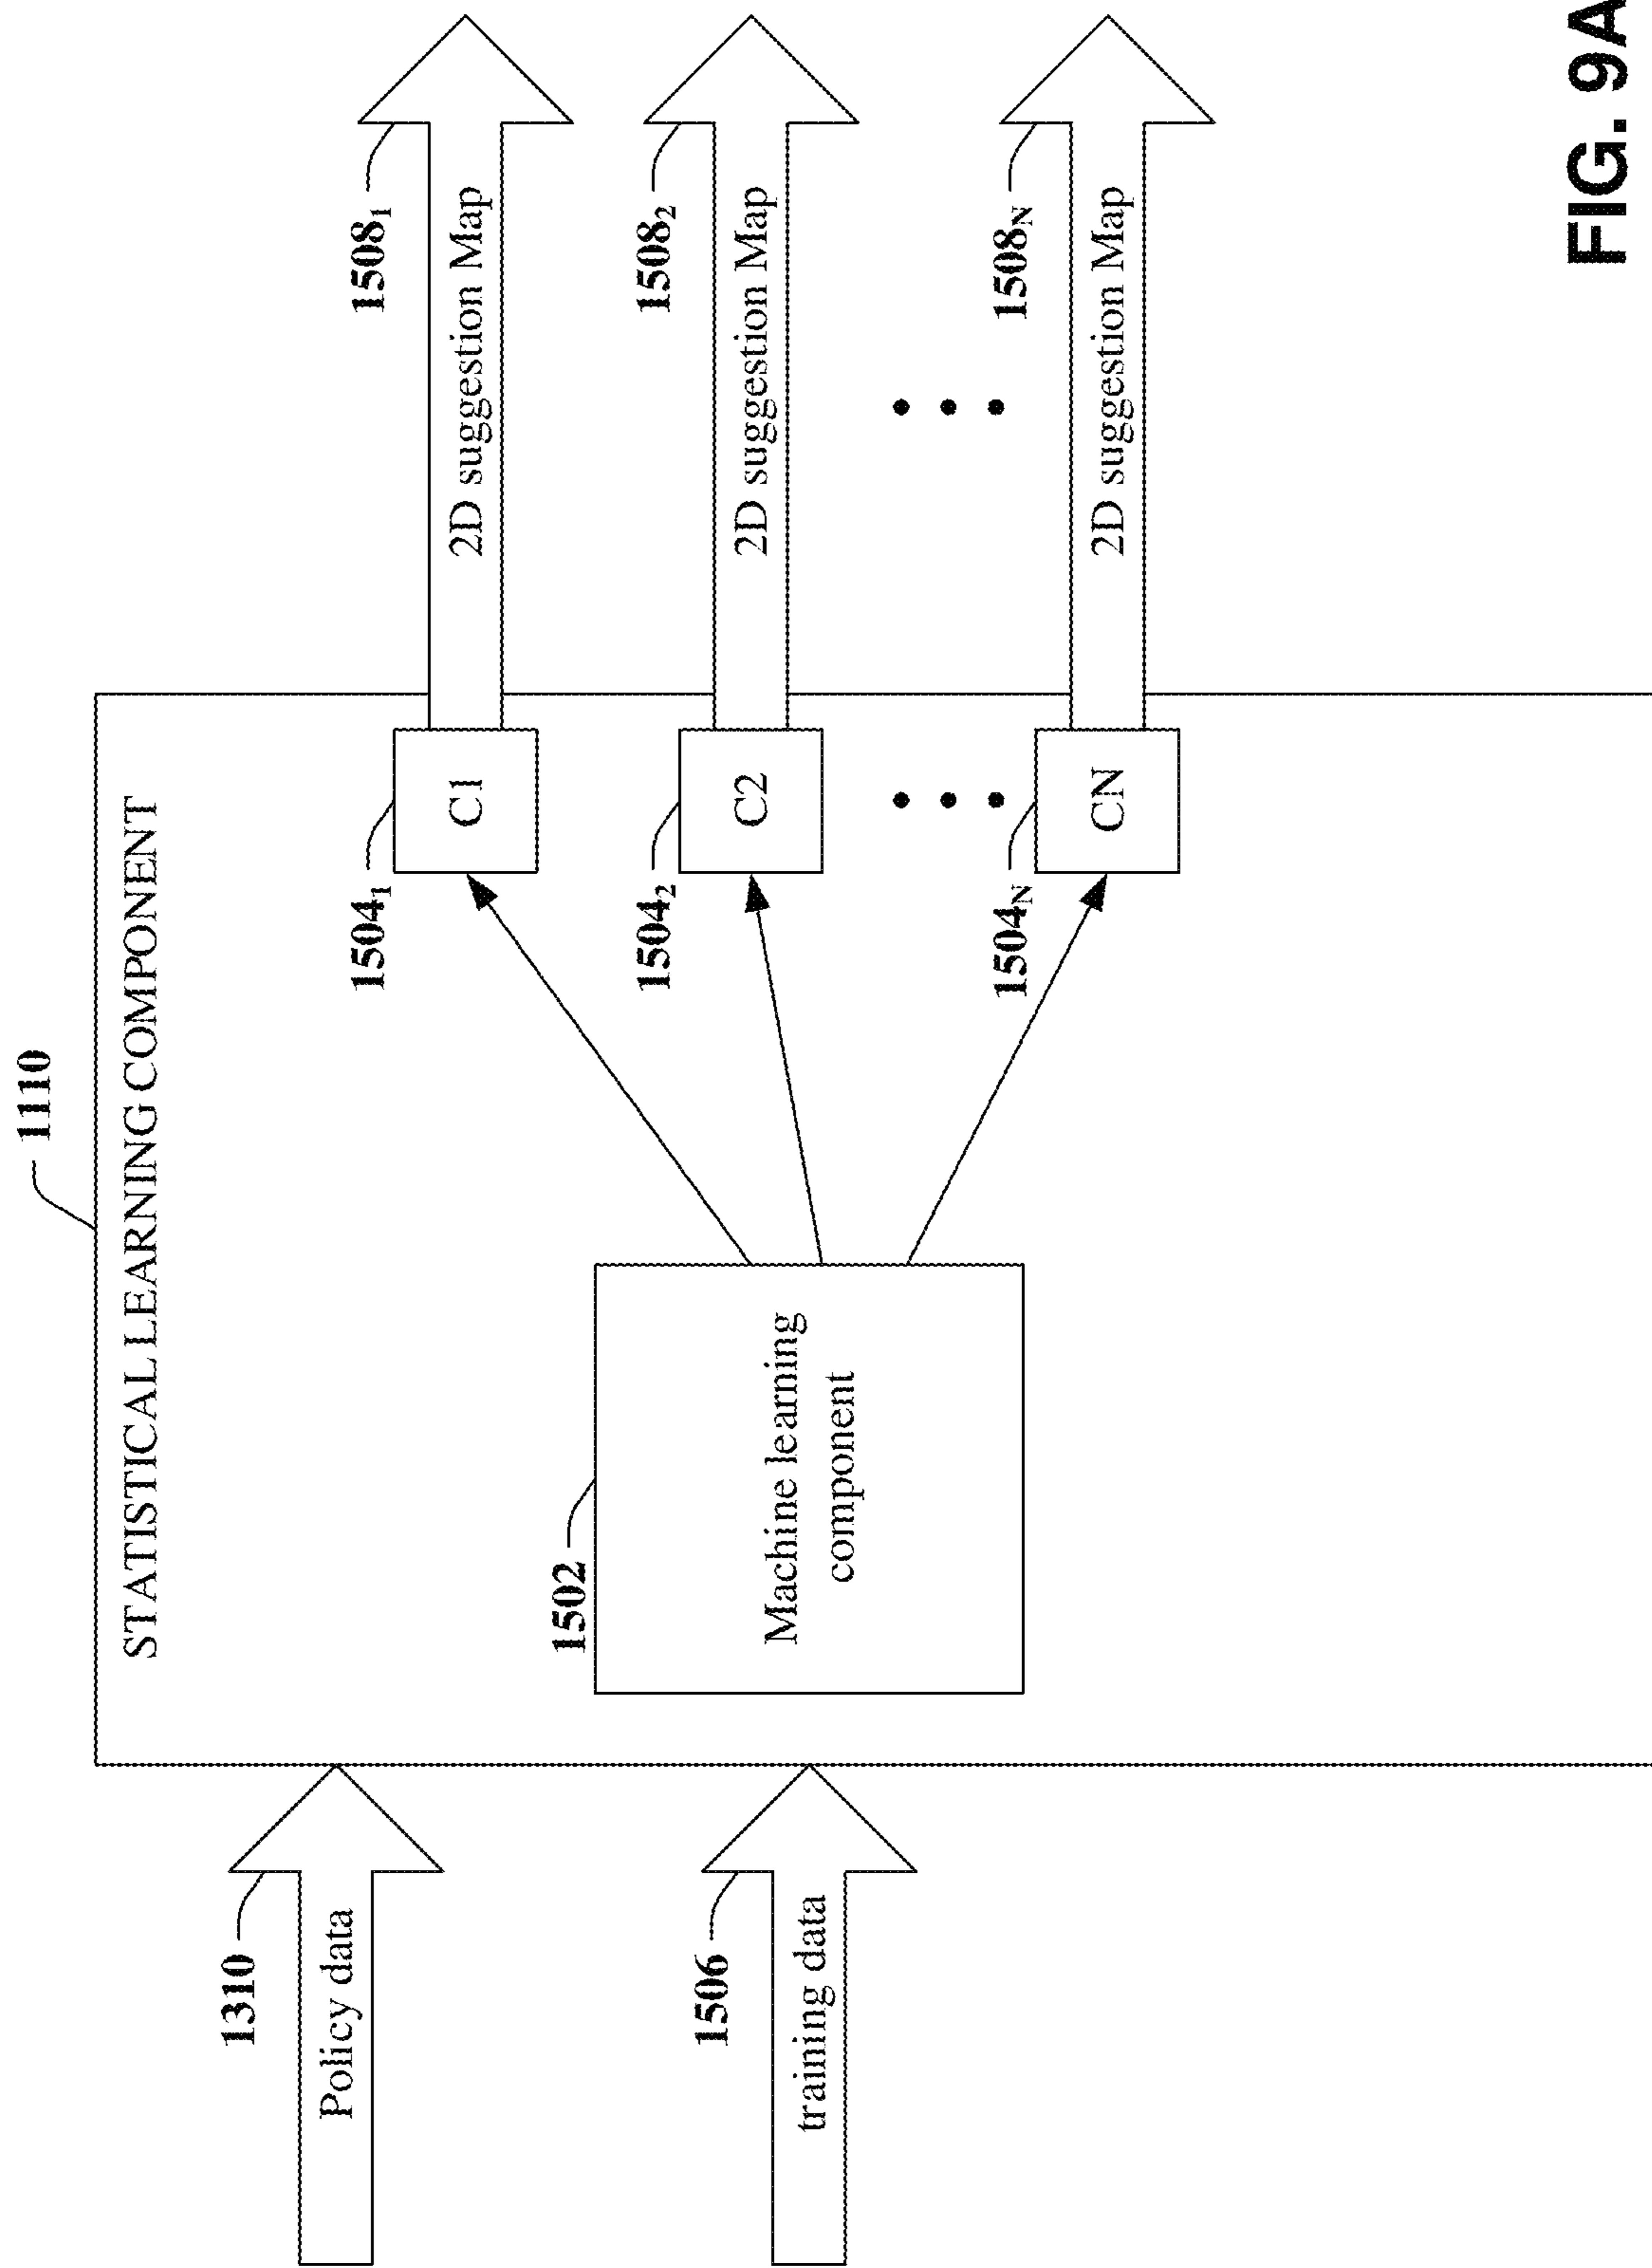 1110
STATISTICAL LEARNING COMPONENT
1310
Policy data
1506
training data
1502
Machine learning
component
1504₁
C1
1504₂
C2
1504N
CN
1508₁
2D suggestion Map
1508₂
2D suggestion Map
1508N
2D suggestion Map
FIG. 9A